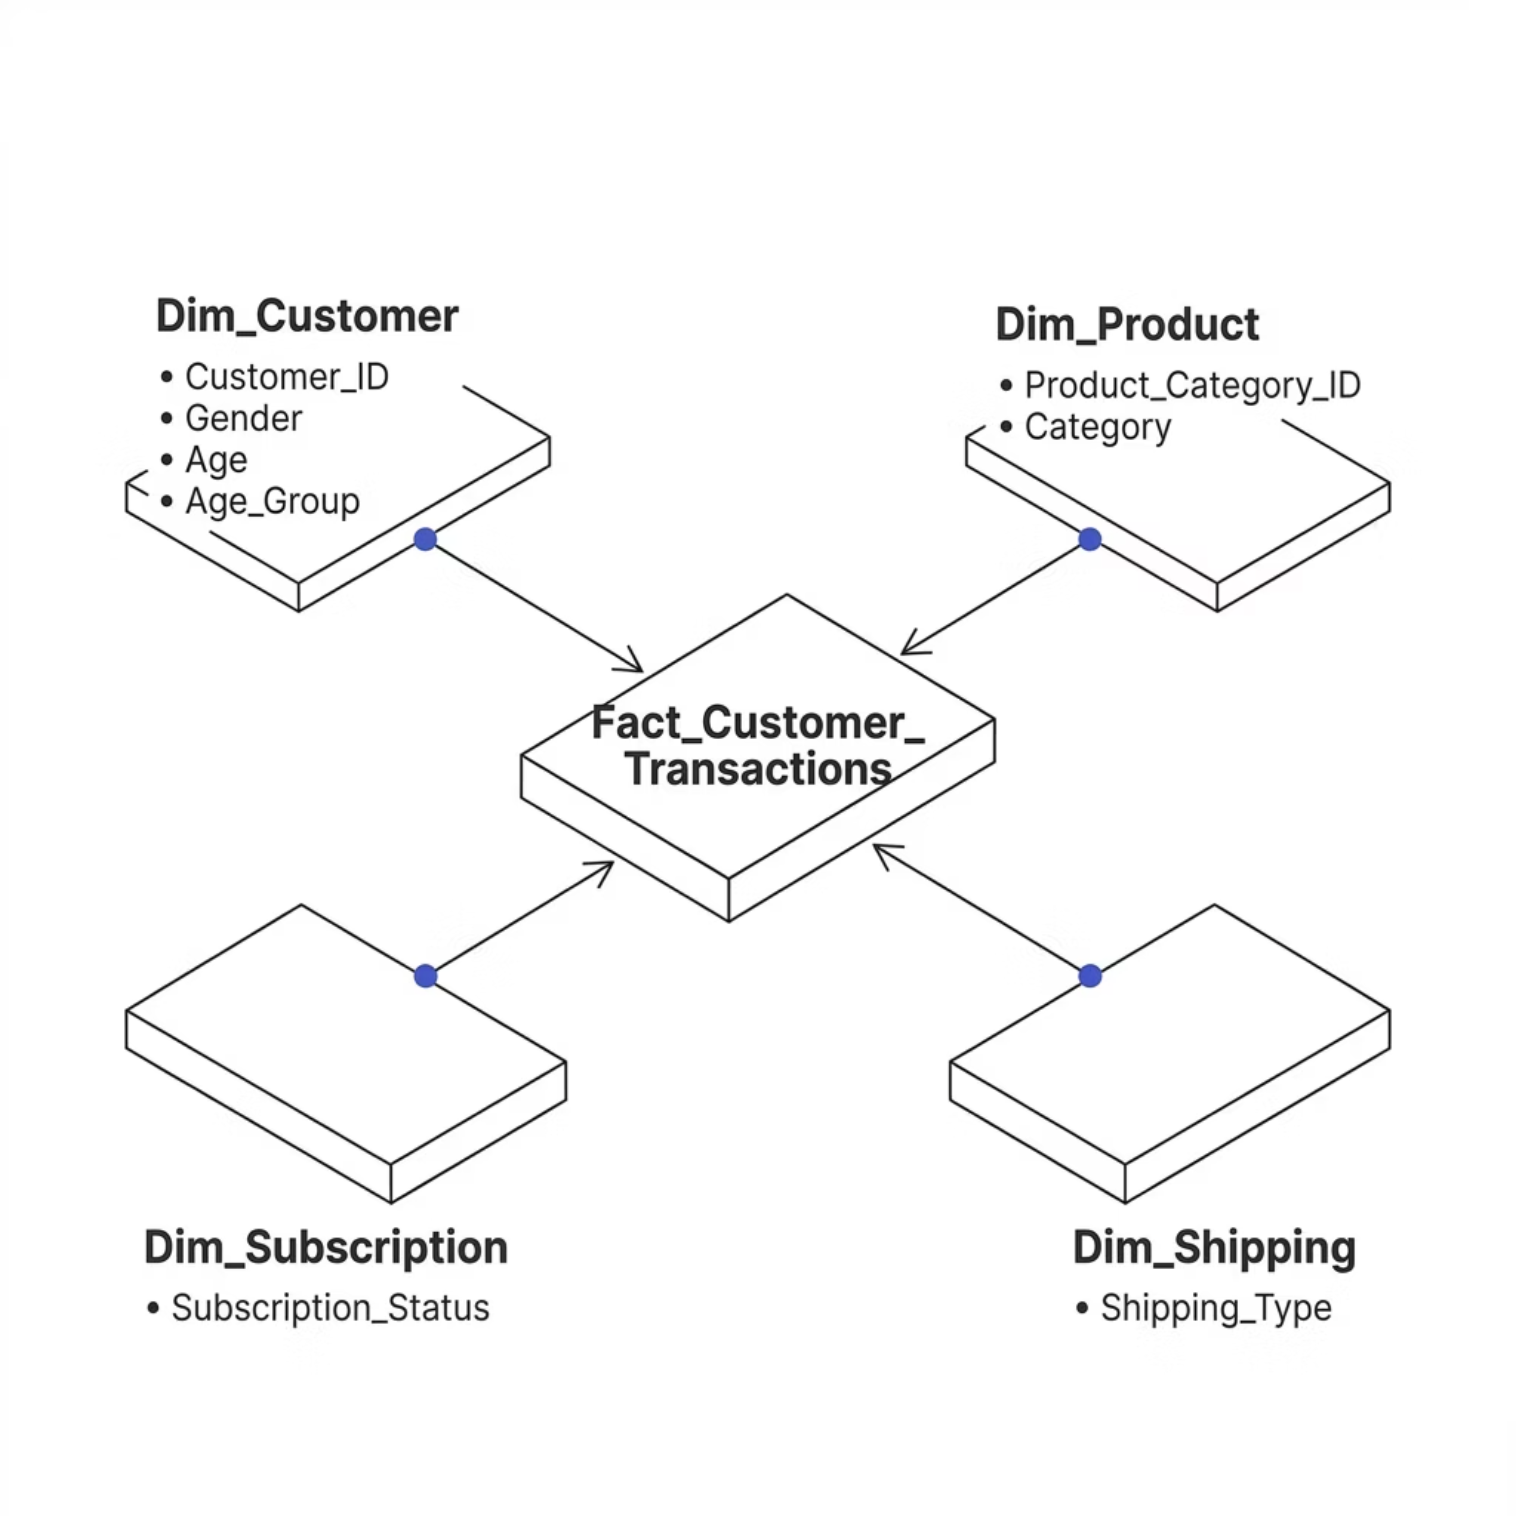 Dim_Customer
• Customer_ID
• Gender
• Age
• Age_Group
Dim_Product
• Product_Category_ID
• Category
Fact_Customer_
Transactions
Dim_Subscription
• Subscription_Status
Dim_Shipping
• Shipping_Type